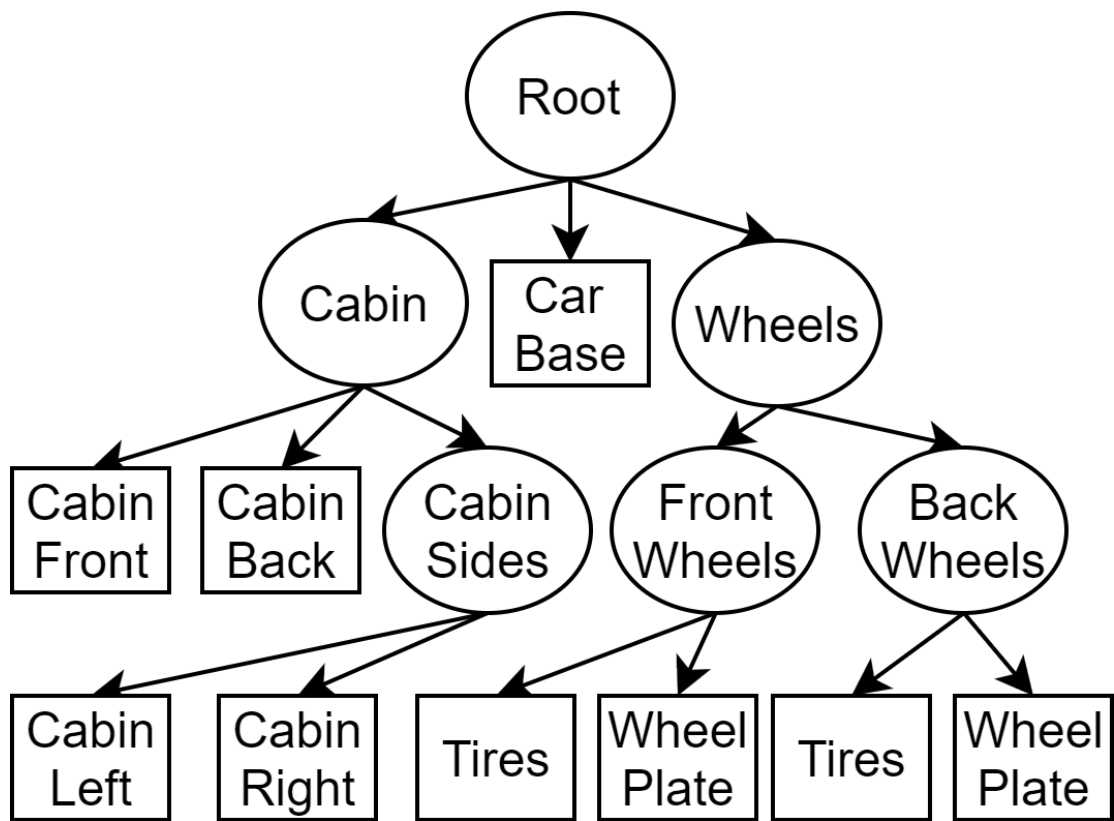 Root
Cabin
Car
Base
Wheels
Cabin
Front
Cabin
Back
Cabin
Sides
Front
Wheels
Back
Wheels
Cabin
Left
Cabin
Right
Tires
Wheel
Plate
Tires
Wheel
Plate